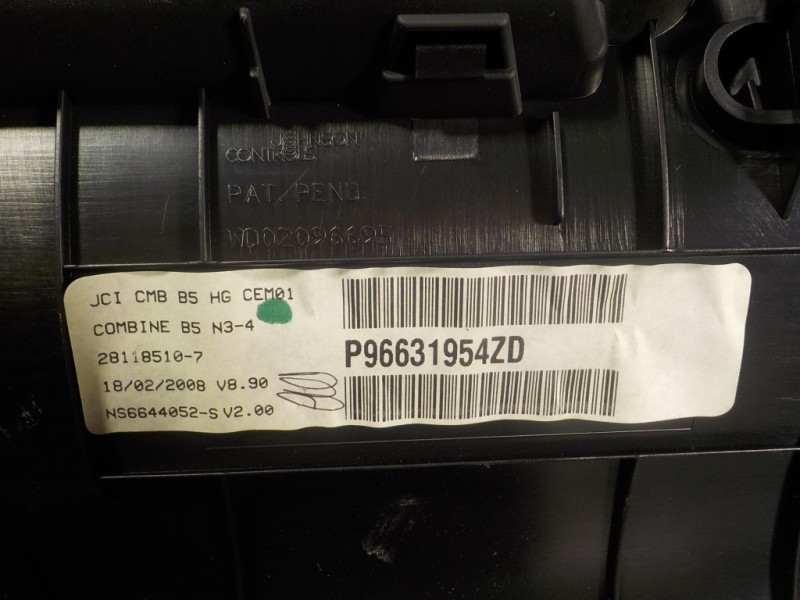 JOHNSON
CONTROLS
PAT./PEND.
WO02096695
JCI CMB B5 HG CEM01
COMBINE B5 N3-4
28118510-7
18/02/2008 V8.90
NS6644052-S V2.00
P96631954ZD